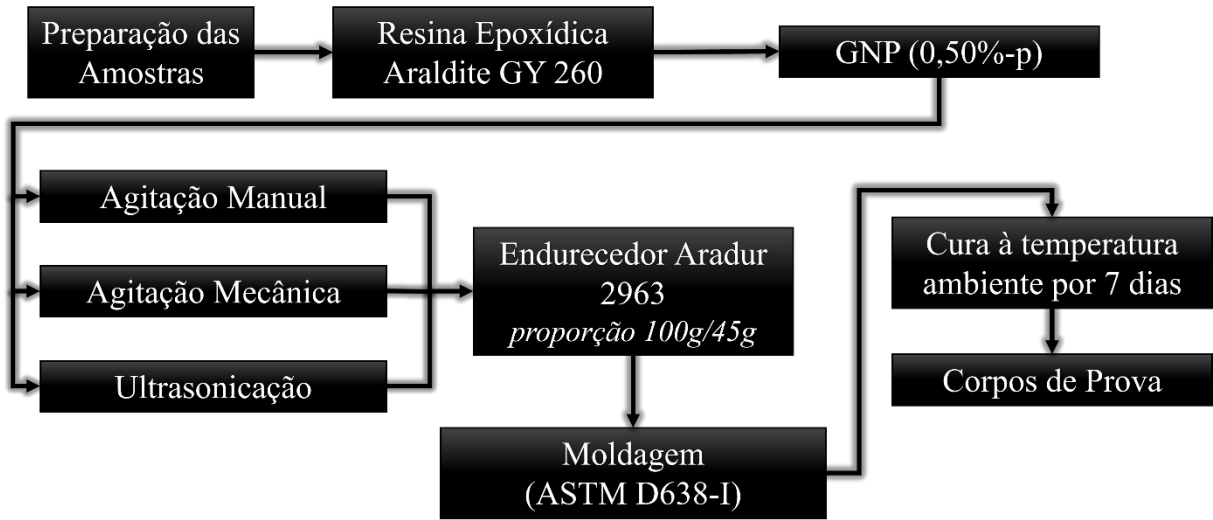 Preparação das
Amostras
Resina Epoxídica
Araldite GY 260
GNP (0,50%-p)
Agitação Manual
Agitação Mecânica
Ultrasonicação
Endurecedor Aradur
2963
proporção 100g/45g
Moldagem
(ASTM D638-I)
Cura à temperatura
ambiente por 7 dias
Corpos de Prova